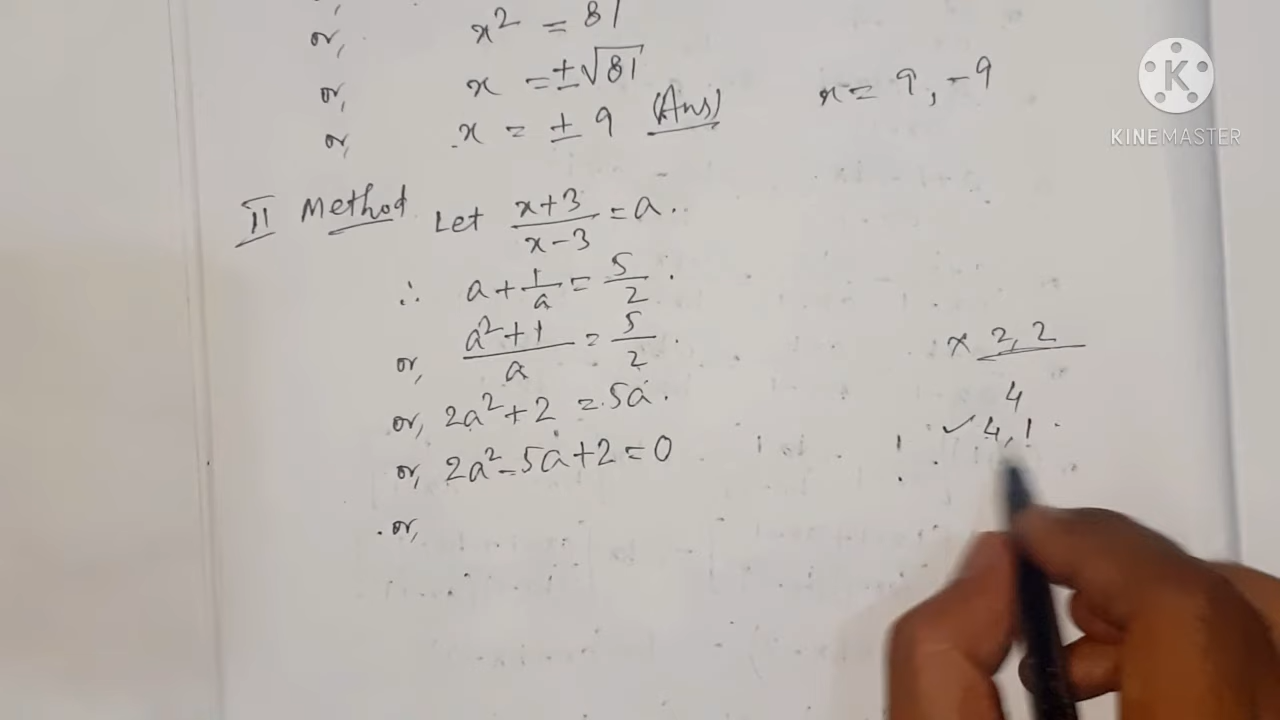 or, x² = 81
or, x = ±√81
or, x = ± 9 (Ans) x = 9, -9
II Method Let x+3/x-3 = a.
∴ a + 1/a = 5/2
or, a²+1/a = 5/2
or, 2a² + 2 = 5a.
or, 2a² - 5a + 2 = 0
or,
× 2, 2
4
✓ 4, 1
K
KINEMASTER